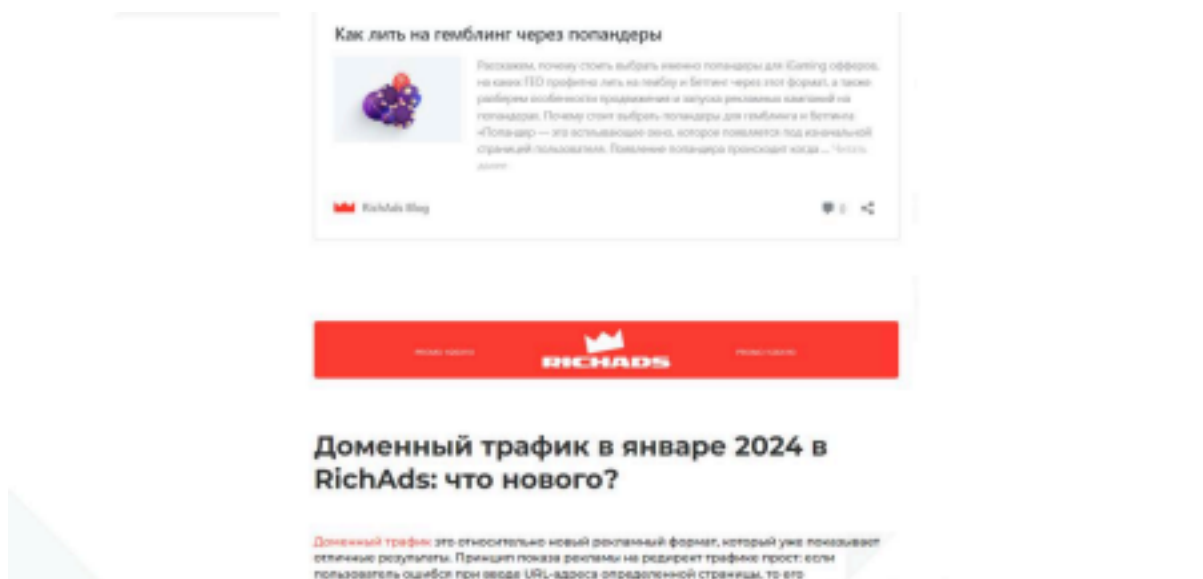 Как лить на гемблинг через попандеры
Расскажем, почему стоить выбрать именно попандеры для iGaming офферов,
на каких ГЕО профитно лить на гемблу и беттинг через этот формат, а также
разберем особенности продвижения и запуска рекламных кампаний на
попандерах. Почему стоит выбрать попандеры для гемблинга и беттинга
«Попандер — это всплывающее окно, которое появляется под изначальной
страницей пользователя. Появление попандера происходит когда ... Читать
далее
RichAds Blog
0
RICHADS
Доменный трафик в январе 2024 в
RichAds: что нового?
Доменный трафик это относительно новый рекламный формат, который уже показывает
отличные результаты. Принцип показа рекламы на редирект трафике прост: если
пользователь ошибся при вводе URL-адреса определенной страницы, то его